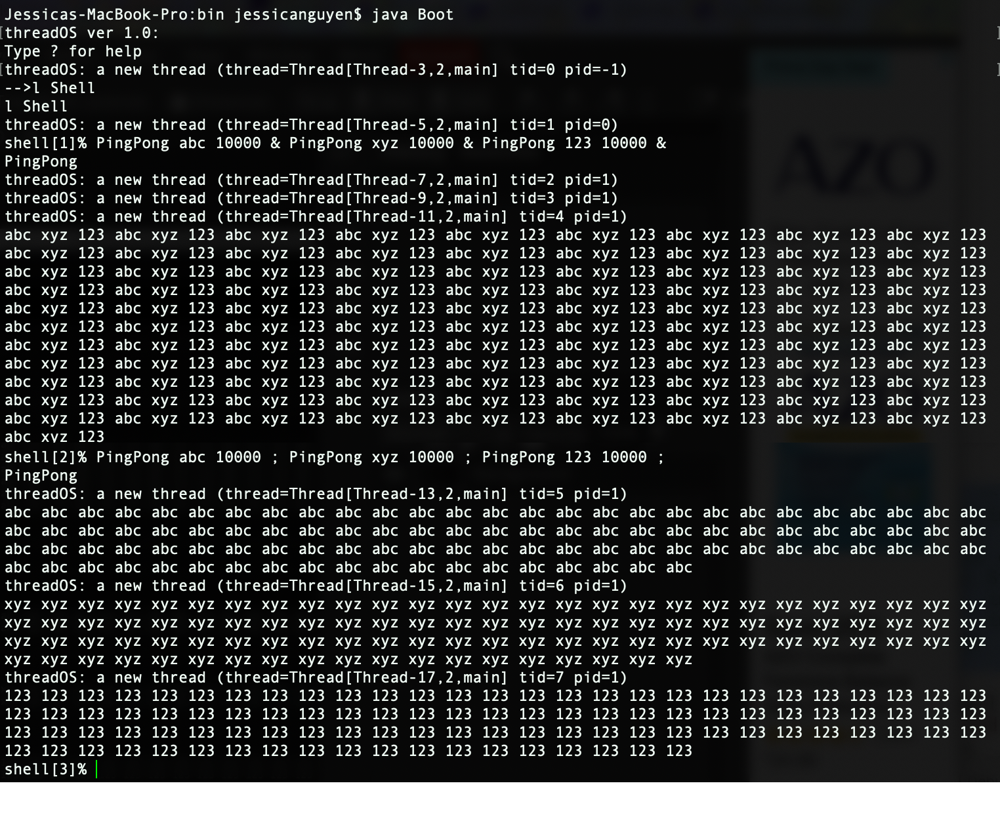 Jessicas-MacBook-Pro:bin jessicanguyen$ java Boot
[threadOS ver 1.0: ]
Type ? for help
[threadOS: a new thread (thread=Thread[Thread-3,2,main] tid=0 pid=-1) ]
-->l Shell
l Shell
threadOS: a new thread (thread=Thread[Thread-5,2,main] tid=1 pid=0)
shell[1]% PingPong abc 10000 & PingPong xyz 10000 & PingPong 123 10000 &
PingPong
threadOS: a new thread (thread=Thread[Thread-7,2,main] tid=2 pid=1)
threadOS: a new thread (thread=Thread[Thread-9,2,main] tid=3 pid=1)
threadOS: a new thread (thread=Thread[Thread-11,2,main] tid=4 pid=1)
abc xyz 123 abc xyz 123 abc xyz 123 abc xyz 123 abc xyz 123 abc xyz 123 abc xyz 123 abc xyz 123 abc xyz 123
abc xyz 123 abc xyz 123 abc xyz 123 abc xyz 123 abc xyz 123 abc xyz 123 abc xyz 123 abc xyz 123 abc xyz 123
abc xyz 123 abc xyz 123 abc xyz 123 abc xyz 123 abc xyz 123 abc xyz 123 abc xyz 123 abc xyz 123 abc xyz 123
abc xyz 123 abc xyz 123 abc xyz 123 abc xyz 123 abc xyz 123 abc xyz 123 abc xyz 123 abc xyz 123 abc xyz 123
abc xyz 123 abc xyz 123 abc xyz 123 abc xyz 123 abc xyz 123 abc xyz 123 abc xyz 123 abc xyz 123 abc xyz 123
abc xyz 123 abc xyz 123 abc xyz 123 abc xyz 123 abc xyz 123 abc xyz 123 abc xyz 123 abc xyz 123 abc xyz 123
abc xyz 123 abc xyz 123 abc xyz 123 abc xyz 123 abc xyz 123 abc xyz 123 abc xyz 123 abc xyz 123 abc xyz 123
abc xyz 123 abc xyz 123 abc xyz 123 abc xyz 123 abc xyz 123 abc xyz 123 abc xyz 123 abc xyz 123 abc xyz 123
abc xyz 123 abc xyz 123 abc xyz 123 abc xyz 123 abc xyz 123 abc xyz 123 abc xyz 123 abc xyz 123 abc xyz 123
abc xyz 123 abc xyz 123 abc xyz 123 abc xyz 123 abc xyz 123 abc xyz 123 abc xyz 123 abc xyz 123 abc xyz 123
abc xyz 123 abc xyz 123 abc xyz 123 abc xyz 123 abc xyz 123 abc xyz 123 abc xyz 123 abc xyz 123 abc xyz 123
abc xyz 123
shell[2]% PingPong abc 10000 ; PingPong xyz 10000 ; PingPong 123 10000 ;
PingPong
threadOS: a new thread (thread=Thread[Thread-13,2,main] tid=5 pid=1)
abc abc abc abc abc abc abc abc abc abc abc abc abc abc abc abc abc abc abc abc abc abc abc abc abc abc abc
abc abc abc abc abc abc abc abc abc abc abc abc abc abc abc abc abc abc abc abc abc abc abc abc abc abc abc
abc abc abc abc abc abc abc abc abc abc abc abc abc abc abc abc abc abc abc abc abc abc abc abc abc abc abc
abc abc abc abc abc abc abc abc abc abc abc abc abc abc abc abc abc abc abc
threadOS: a new thread (thread=Thread[Thread-15,2,main] tid=6 pid=1)
xyz xyz xyz xyz xyz xyz xyz xyz xyz xyz xyz xyz xyz xyz xyz xyz xyz xyz xyz xyz xyz xyz xyz xyz xyz xyz xyz
xyz xyz xyz xyz xyz xyz xyz xyz xyz xyz xyz xyz xyz xyz xyz xyz xyz xyz xyz xyz xyz xyz xyz xyz xyz xyz xyz
xyz xyz xyz xyz xyz xyz xyz xyz xyz xyz xyz xyz xyz xyz xyz xyz xyz xyz xyz xyz xyz xyz xyz xyz xyz xyz xyz
xyz xyz xyz xyz xyz xyz xyz xyz xyz xyz xyz xyz xyz xyz xyz xyz xyz xyz xyz
threadOS: a new thread (thread=Thread[Thread-17,2,main] tid=7 pid=1)
123 123 123 123 123 123 123 123 123 123 123 123 123 123 123 123 123 123 123 123 123 123 123 123 123 123 123
123 123 123 123 123 123 123 123 123 123 123 123 123 123 123 123 123 123 123 123 123 123 123 123 123 123 123
123 123 123 123 123 123 123 123 123 123 123 123 123 123 123 123 123 123 123 123 123 123 123 123 123 123 123
123 123 123 123 123 123 123 123 123 123 123 123 123 123 123 123 123 123 123
shell[3]%
AZO